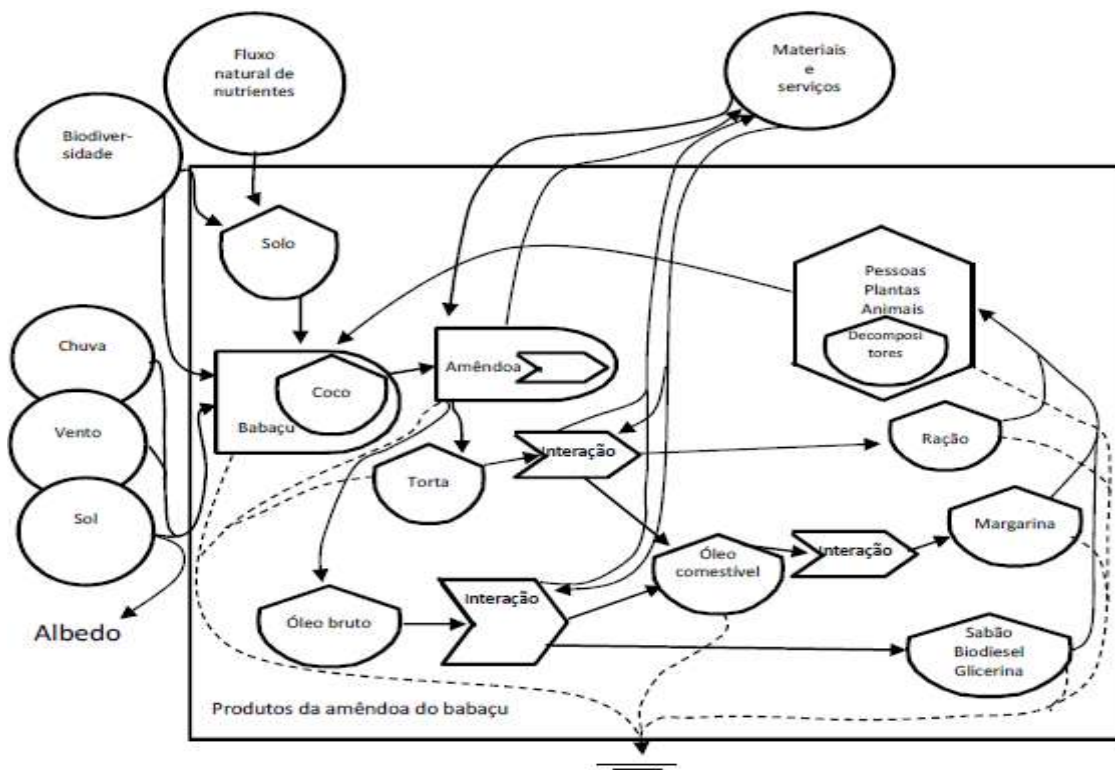 Fluxo
natural de
nutrientes
Materiais
e
serviços
Biodiver-
sidade
Solo
Pessoas
Plantas
Animais
Decomposi
tores
Chuva
Amêndoa
Coco
Babaçu
Vento
Ração
Interação
Torta
Sol
Margarina
Óleo
comestível
Interação
Interação
Óleo bruto
Albedo
Sabão
Biodiesel
Glicerina
Produtos da amêndoa do babaçu